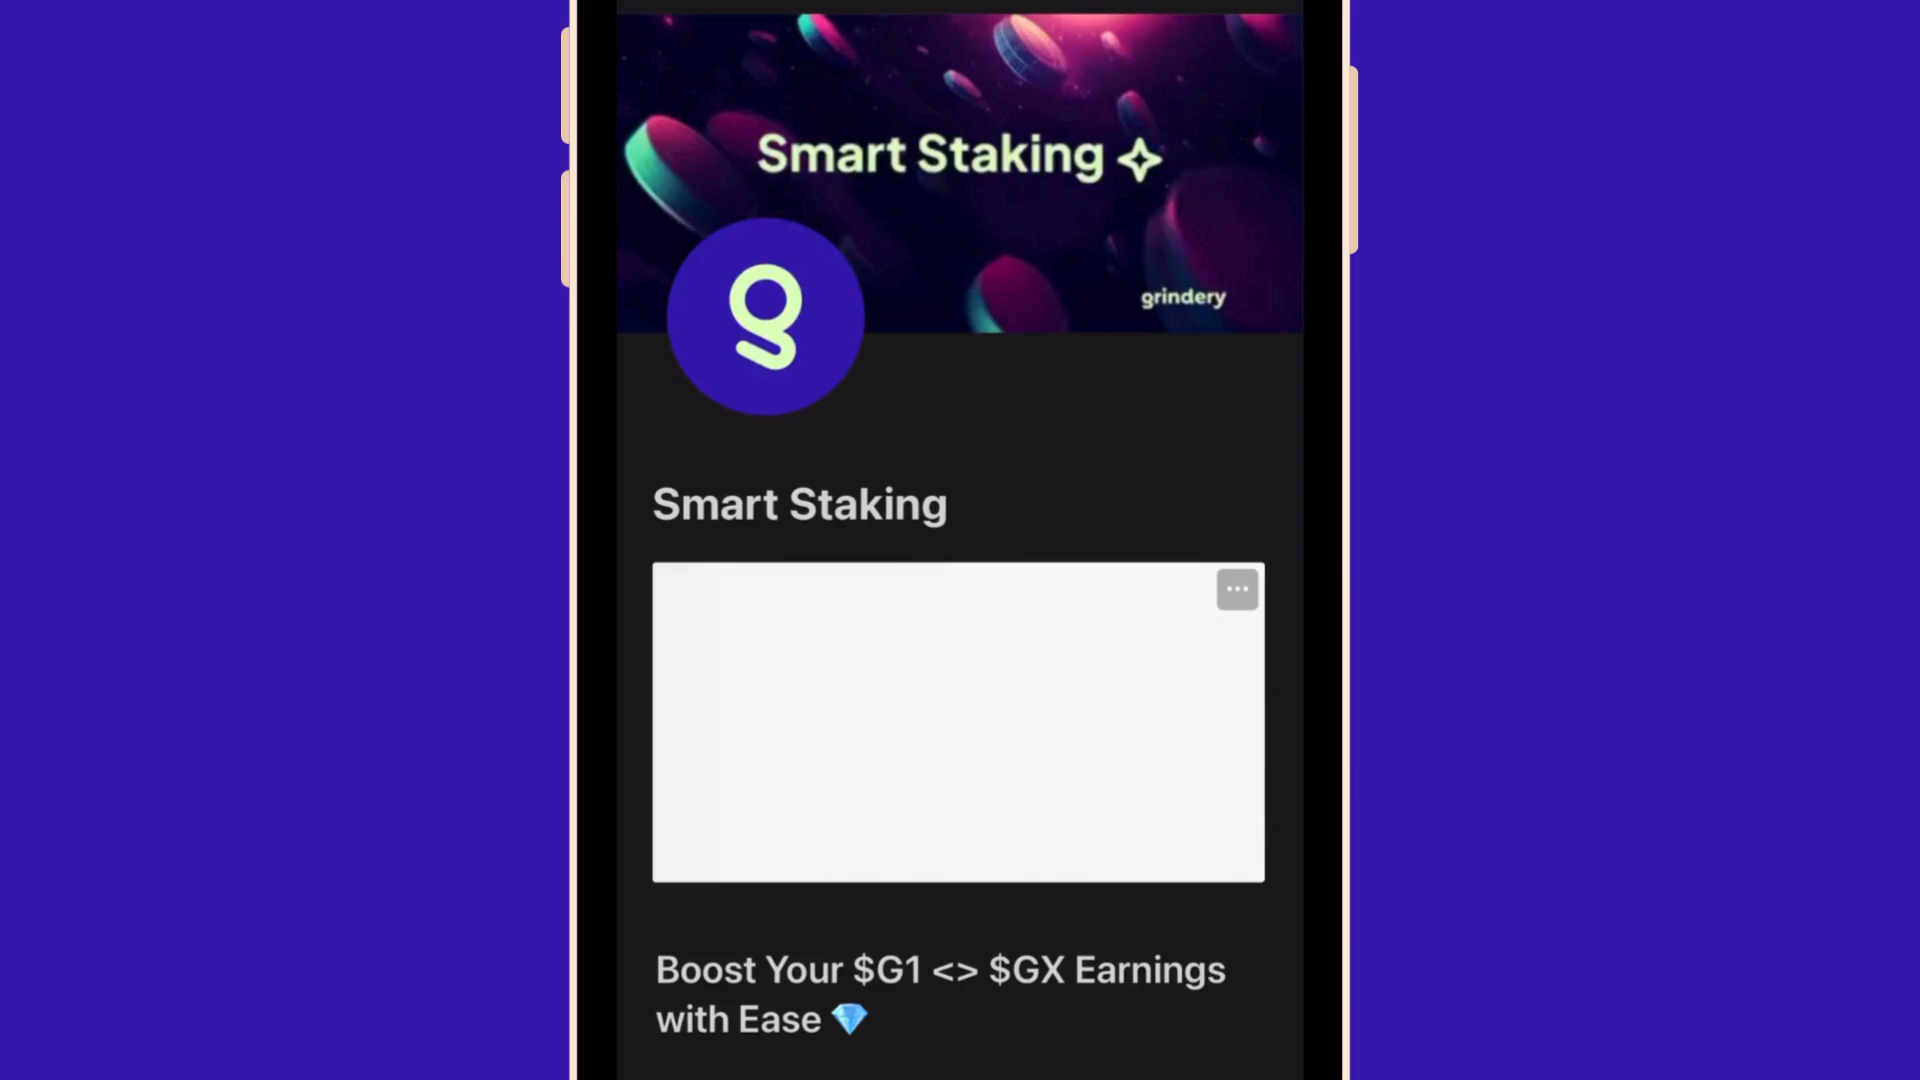 Smart Staking
grindery
Smart Staking
Boost Your $G1 <> $GX Earnings
with Ease 💎